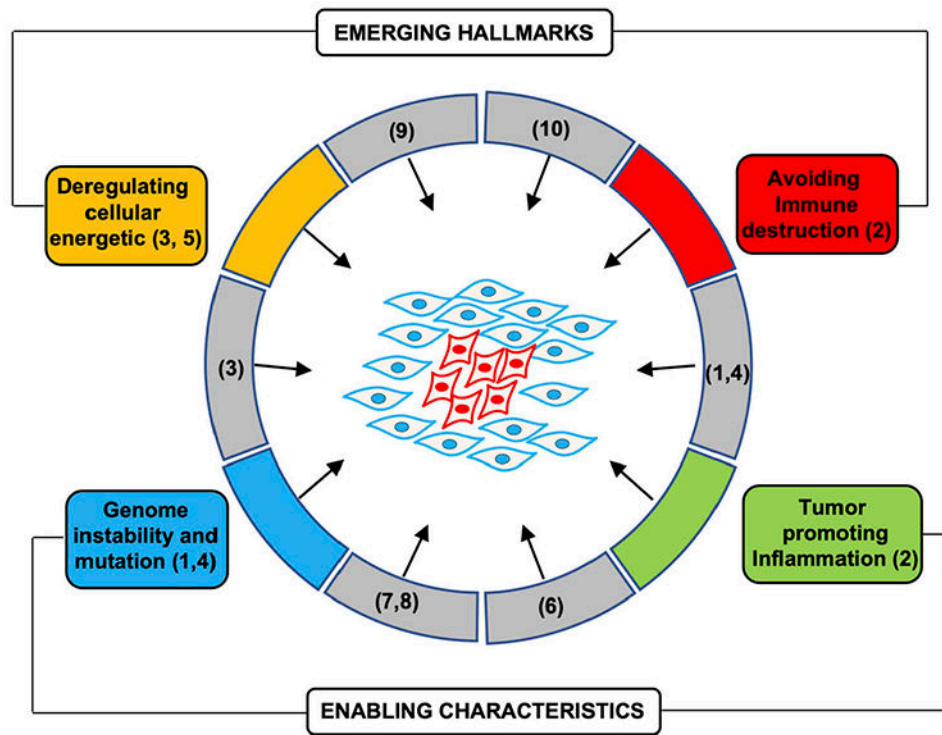 EMERGING HALLMARKS
(9)
(10)
Deregulating
cellular
energetic (3, 5)
Avoiding
Immune
destruction (2)
(3)
(1,4)
Genome
instability and
mutation (1,4)
Tumor
promoting
Inflammation (2)
(7,8)
(6)
ENABLING CHARACTERISTICS